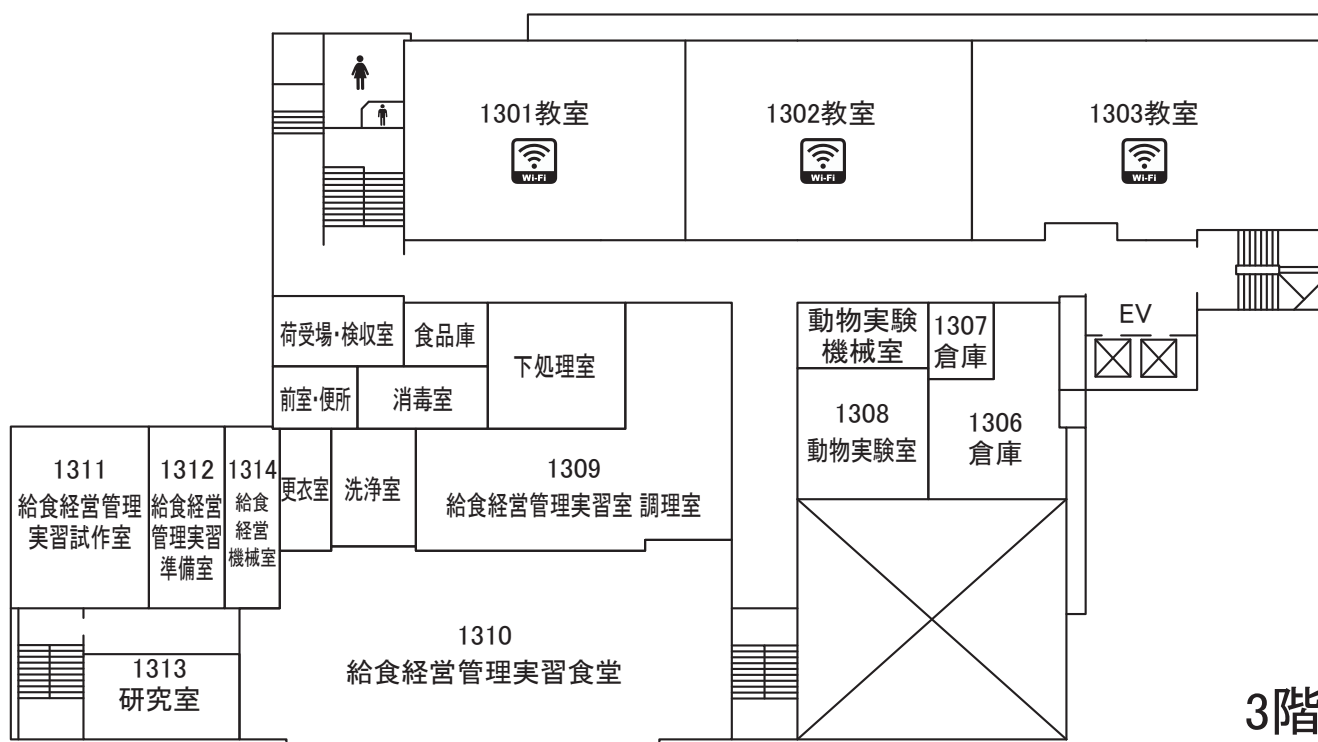 1301教室
Wi-Fi
1302教室
Wi-Fi
1303教室
Wi-Fi
荷受場・検収室
食品庫
下処理室
前室・便所
消毒室
動物実験
機械室
1307
倉庫
EV
1308
動物実験室
1306
倉庫
1311
給食経営管理
実習試作室
1312
給食経営
管理実習
準備室
1314
給食
経営
機械室
更衣室
洗浄室
1309
給食経営管理実習室 調理室
1310
給食経営管理実習食堂
1313
研究室
3階